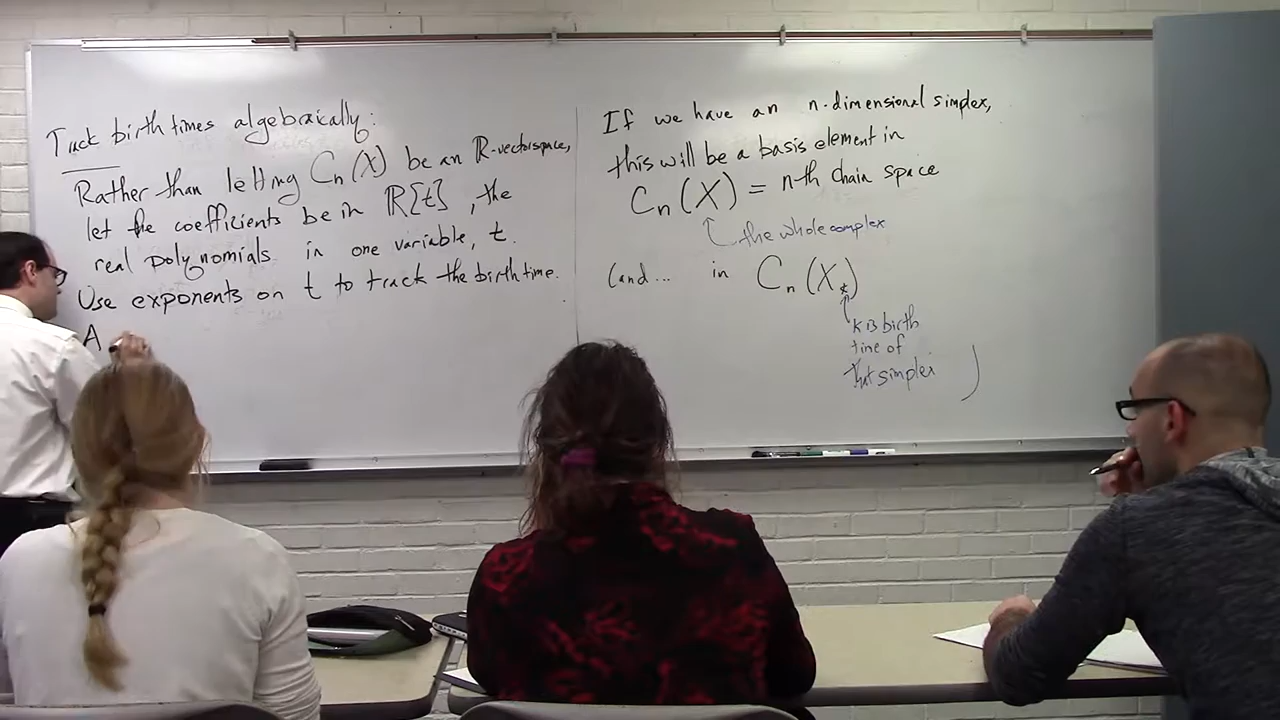 Track birth times algebraically:
Rather than letting Cn(X) be an ℝ-vectorspace,
let the coefficients be in ℝ[t], the
real polynomials in one variable, t.
Use exponents on t to track the birth time.
A
If we have an n-dimensional simplex,
this will be a basis element in
Cn(X) = n-th chain space
the whole complex
(and... in Cn(Xk)
k is birth
time of
that simplex )